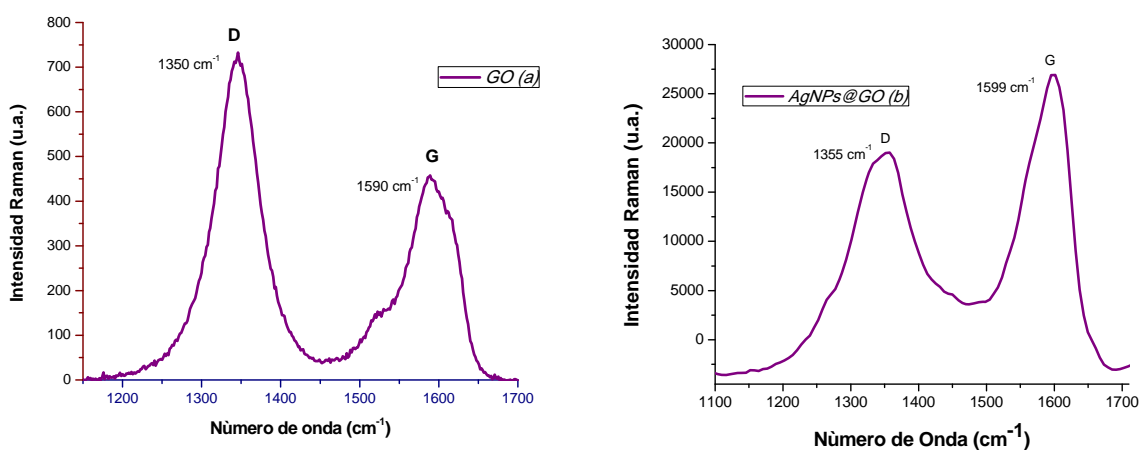 D
1350 cm⁻¹
GO (a)
G
1590 cm⁻¹
Intensidad Raman (u.a.)
800
700
600
500
400
300
200
100
0
1200 1300 1400 1500 1600 1700
Nùmero de onda (cm⁻¹)
G
1599 cm⁻¹
AgNPs@GO (b)
D
1355 cm⁻¹
Intensidad Raman (u.a.)
30000
25000
20000
15000
10000
5000
0
1100 1200 1300 1400 1500 1600 1700
Nùmero de Onda (cm⁻¹)